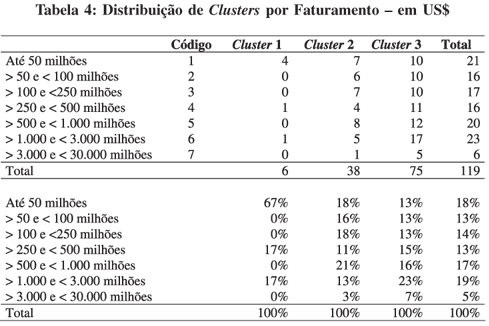 Tabela 4: Distribuição de Clusters por Faturamento – em US$
Código Cluster 1 Cluster 2 Cluster 3 Total
Até 50 milhões 1 4 7 10 21
> 50 e < 100 milhões 2 0 6 10 16
> 100 e <250 milhões 3 0 7 10 17
> 250 e < 500 milhões 4 1 4 11 16
> 500 e < 1.000 milhões 5 0 8 12 20
> 1.000 e < 3.000 milhões 6 1 5 17 23
> 3.000 e < 30.000 milhões 7 0 1 5 6
Total 6 38 75 119
Até 50 milhões 67% 18% 13% 18%
> 50 e < 100 milhões 0% 16% 13% 13%
> 100 e <250 milhões 0% 18% 13% 14%
> 250 e < 500 milhões 17% 11% 15% 13%
> 500 e < 1.000 milhões 0% 21% 16% 17%
> 1.000 e < 3.000 milhões 17% 13% 23% 19%
> 3.000 e < 30.000 milhões 0% 3% 7% 5%
Total 100% 100% 100% 100%